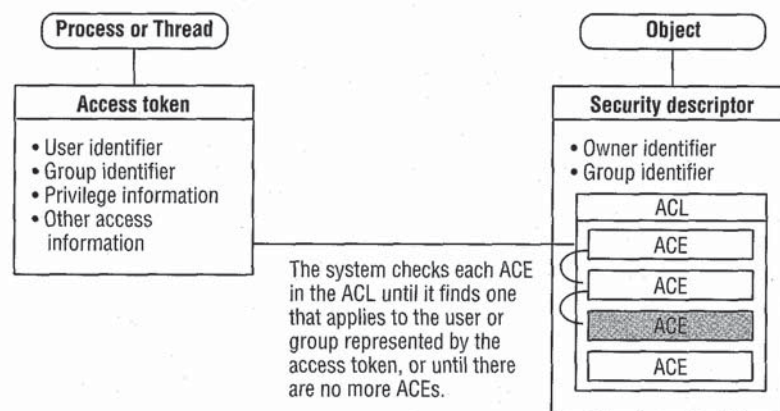 Process or Thread
Access token
• User identifier
• Group identifier
• Privilege information
• Other access
information
The system checks each ACE
in the ACL until it finds one
that applies to the user or
group represented by the
access token, or until there
are no more ACEs.
Object
Security descriptor
• Owner identifier
• Group identifier
ACL
ACE
ACE
ACE
ACE